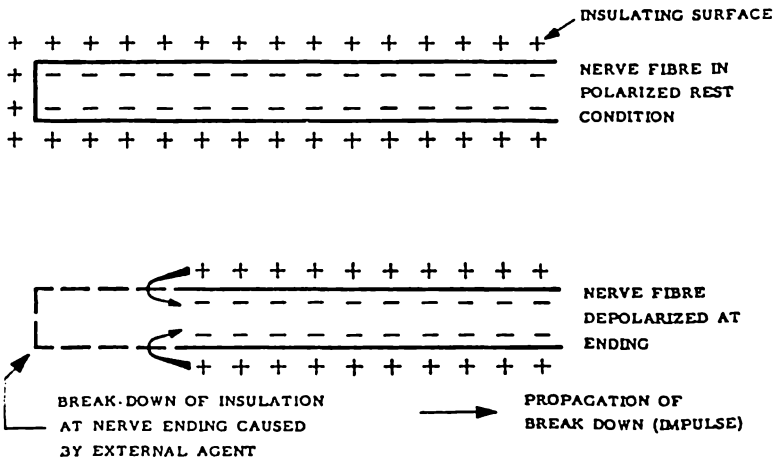 INSULATING SURFACE
NERVE FIBRE IN
POLARIZED REST
CONDITION
NERVE FIBRE
DEPOLARIZED AT
ENDING
BREAK-DOWN OF INSULATION
AT NERVE ENDING CAUSED
BY EXTERNAL AGENT
PROPAGATION OF
BREAK DOWN (IMPULSE)